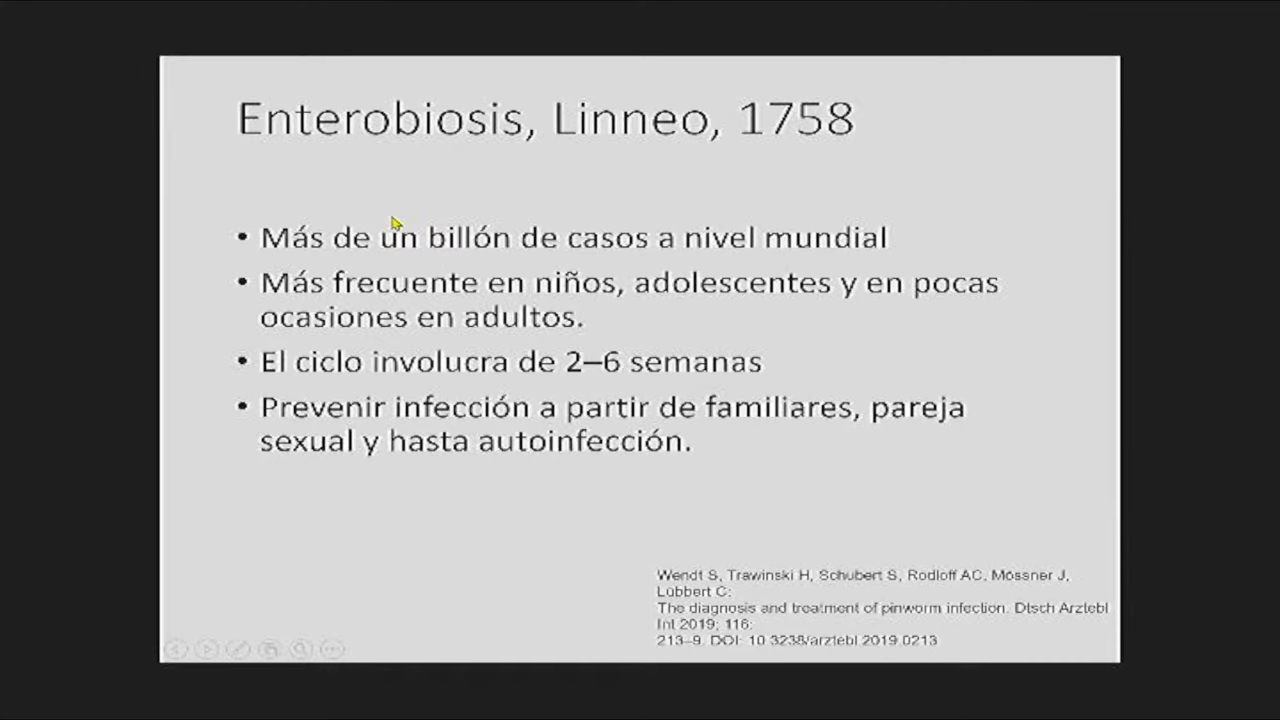 Enterobiosis, Linneo, 1758
• Más de un billón de casos a nivel mundial
• Más frecuente en niños, adolescentes y en pocas
ocasiones en adultos.
• El ciclo involucra de 2–6 semanas
• Prevenir infección a partir de familiares, pareja
sexual y hasta autoinfección.
Wendt S, Trawinski H, Schubert S, Rodloff AC, Mössner J,
Lübbert C:
The diagnosis and treatment of pinworm infection. Dtsch Arztebl
Int 2019; 116:
213–9. DOI: 10.3238/arztebl.2019.0213